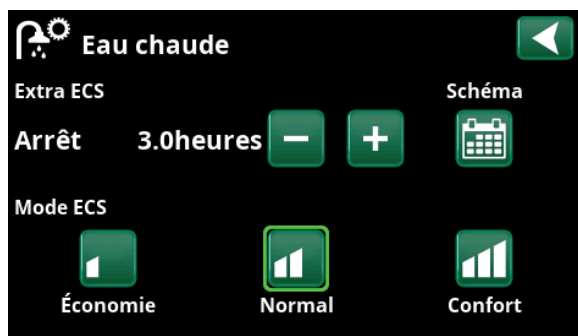 Eau chaude
Extra ECS Schéma
Arrêt 3.0heures − +
Mode ECS
Économie Normal Confort